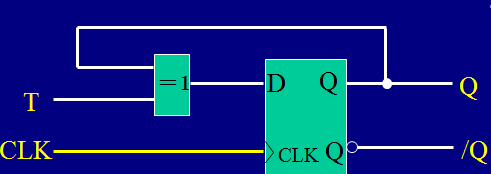 =1 D Q Q
T
CLK CLK Q /Q